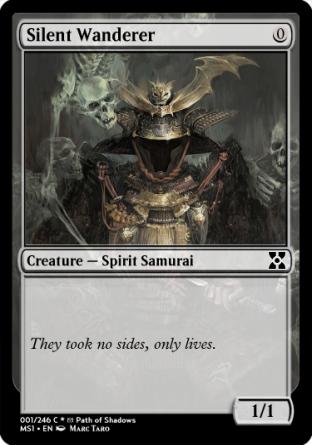 Silent Wanderer 0
Creature — Spirit Samurai
They took no sides, only lives.
1/1
001/246 C * Path of Shadows
MS1 • EN Marc Taro